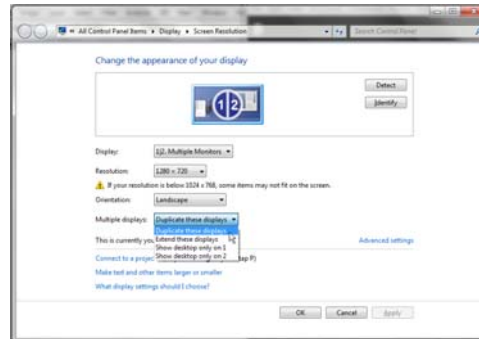 All Control Panel Items ▸ Display ▸ Screen Resolution
Search Control Panel
Change the appearance of your display
Detect
Identify
1|2
Display: 1|2. Multiple Monitors
Resolution: 1280 × 720
If your resolution is below 1024 x 768, some items may not fit on the screen.
Orientation: Landscape
Multiple displays: Duplicate these displays
Duplicate these displays
Extend these displays
Show desktop only on 1
Show desktop only on 2
This is currently you
Advanced settings
Connect to a projec
tap P)
Make text and other items larger or smaller
What display settings should I choose?
OK
Cancel
Apply